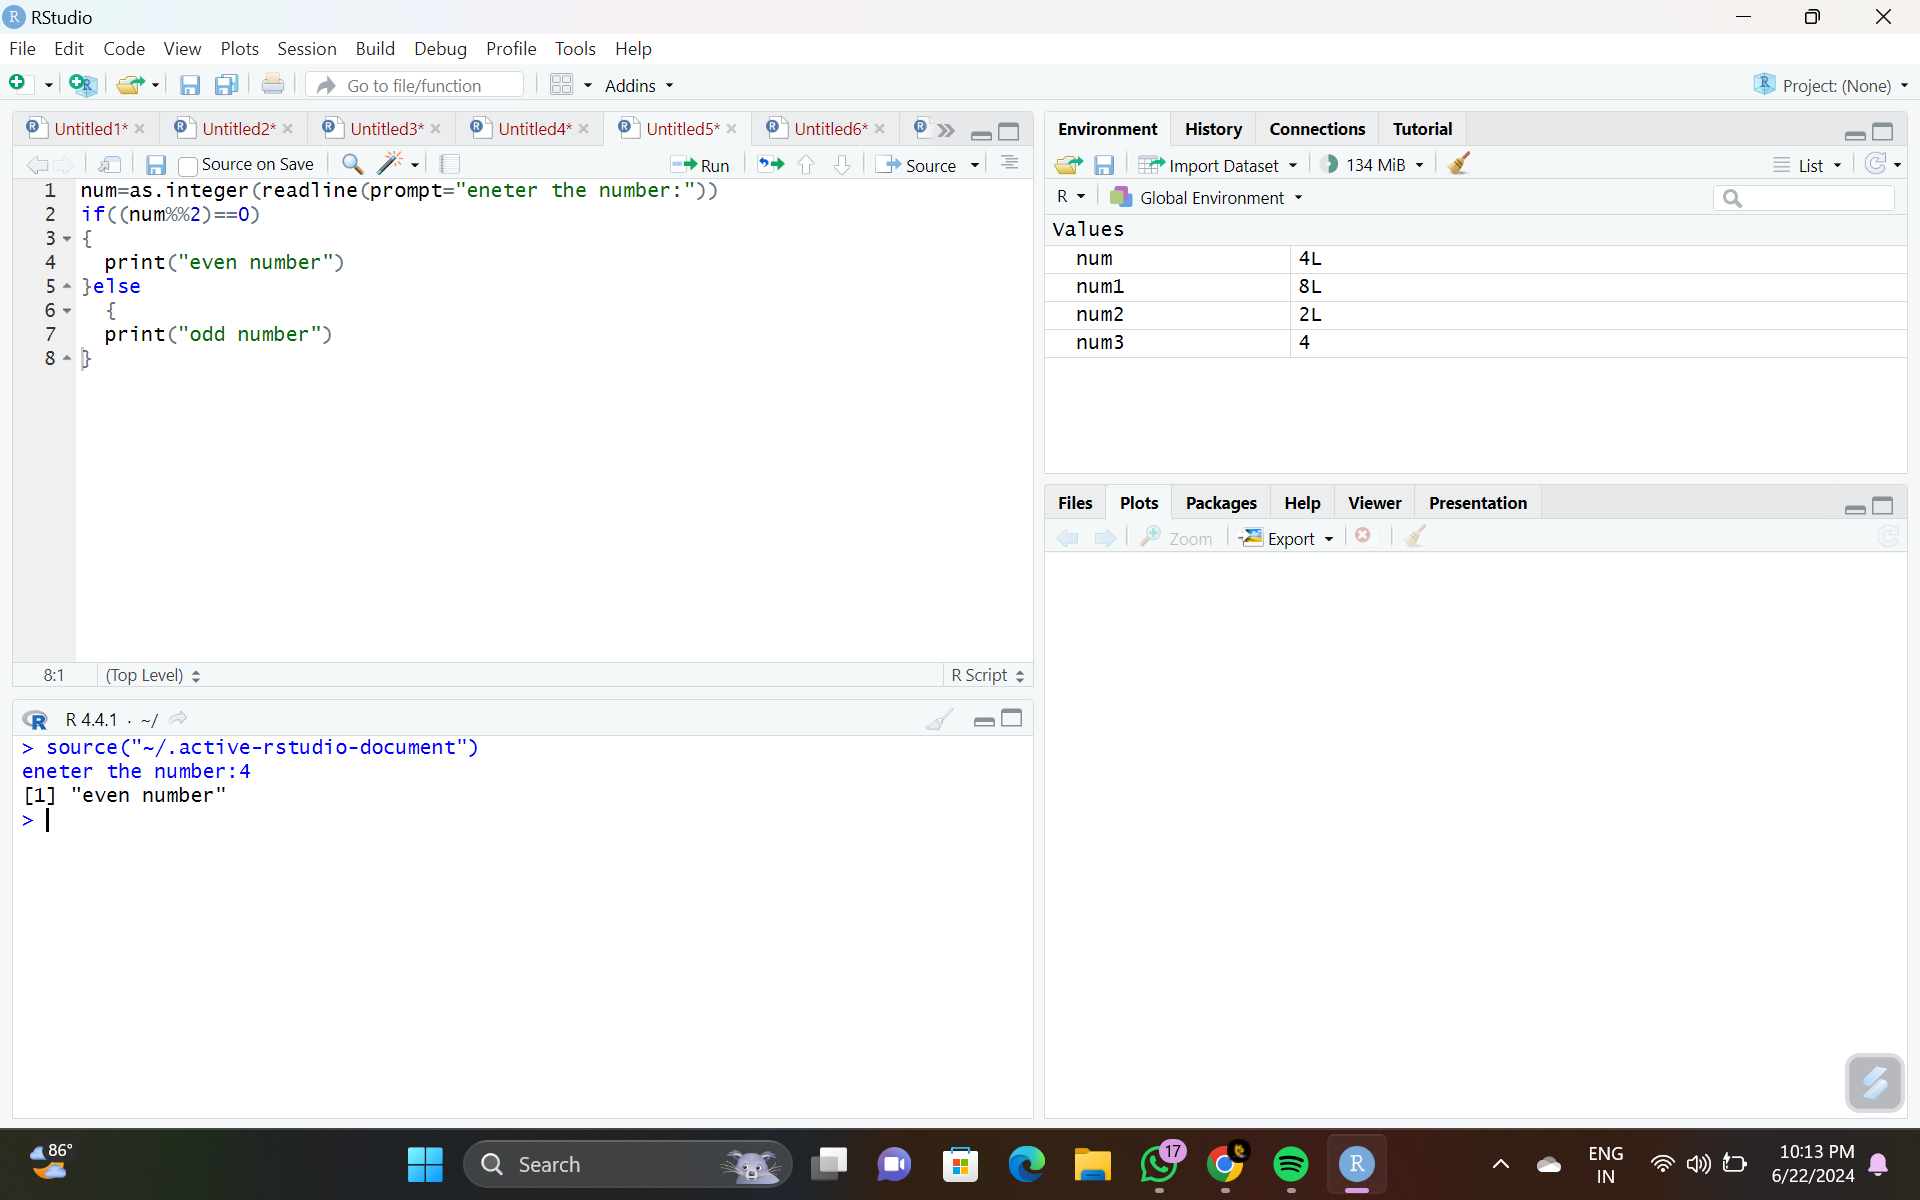 RStudio
File Edit Code View Plots Session Build Debug Profile Tools Help
Go to file/function Addins Project: (None)
Untitled1* Untitled2* Untitled3* Untitled4* Untitled5* Untitled6*
Source on Save Run Source
1 num=as.integer(readline(prompt="eneter the number:"))
2 if((num%%2)==0)
3 {
4 print("even number")
5 }else
6 {
7 print("odd number")
8 }
8:1 (Top Level) R Script
R 4.4.1 · ~/
> source("~/.active-rstudio-document")
eneter the number:4
[1] "even number"
>
Environment History Connections Tutorial
Import Dataset 134 MiB List
R Global Environment
Values
num 4L
num1 8L
num2 2L
num3 4
Files Plots Packages Help Viewer Presentation
Zoom Export
86°
Search
17
R
ENG
IN
10:13 PM
6/22/2024